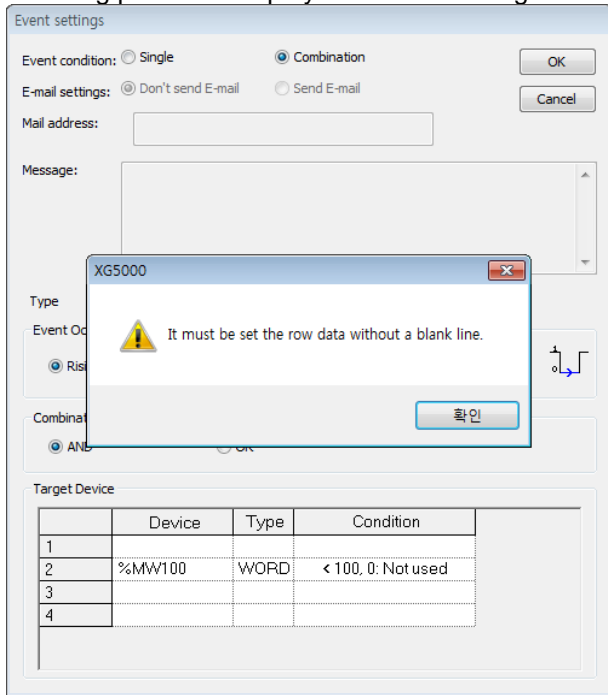 Event settings
Event condition: Single Combination OK
E-mail settings: Don't send E-mail Send E-mail Cancel
Mail address:
Message:
XG5000
It must be set the row data without a blank line.
Type
Event Oc
Risi
확인
Combinat
AND OR
Target Device
Device Type Condition
1
2 %MW100 WORD < 100, 0: Not used
3
4